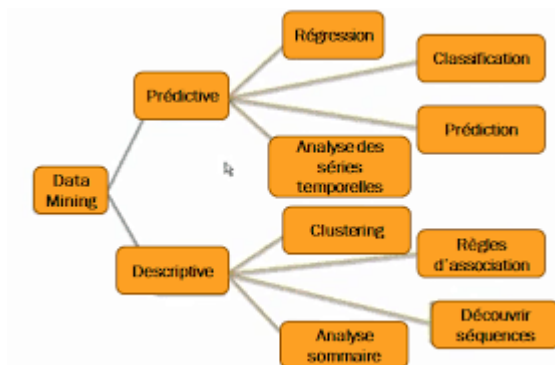 Régression
Classification
Prédictive
Prédiction
Analyse des
séries
temporelles
Data
Mining
Clustering
Règles
d'association
Descriptive
Découvrir
séquences
Analyse
sommaire